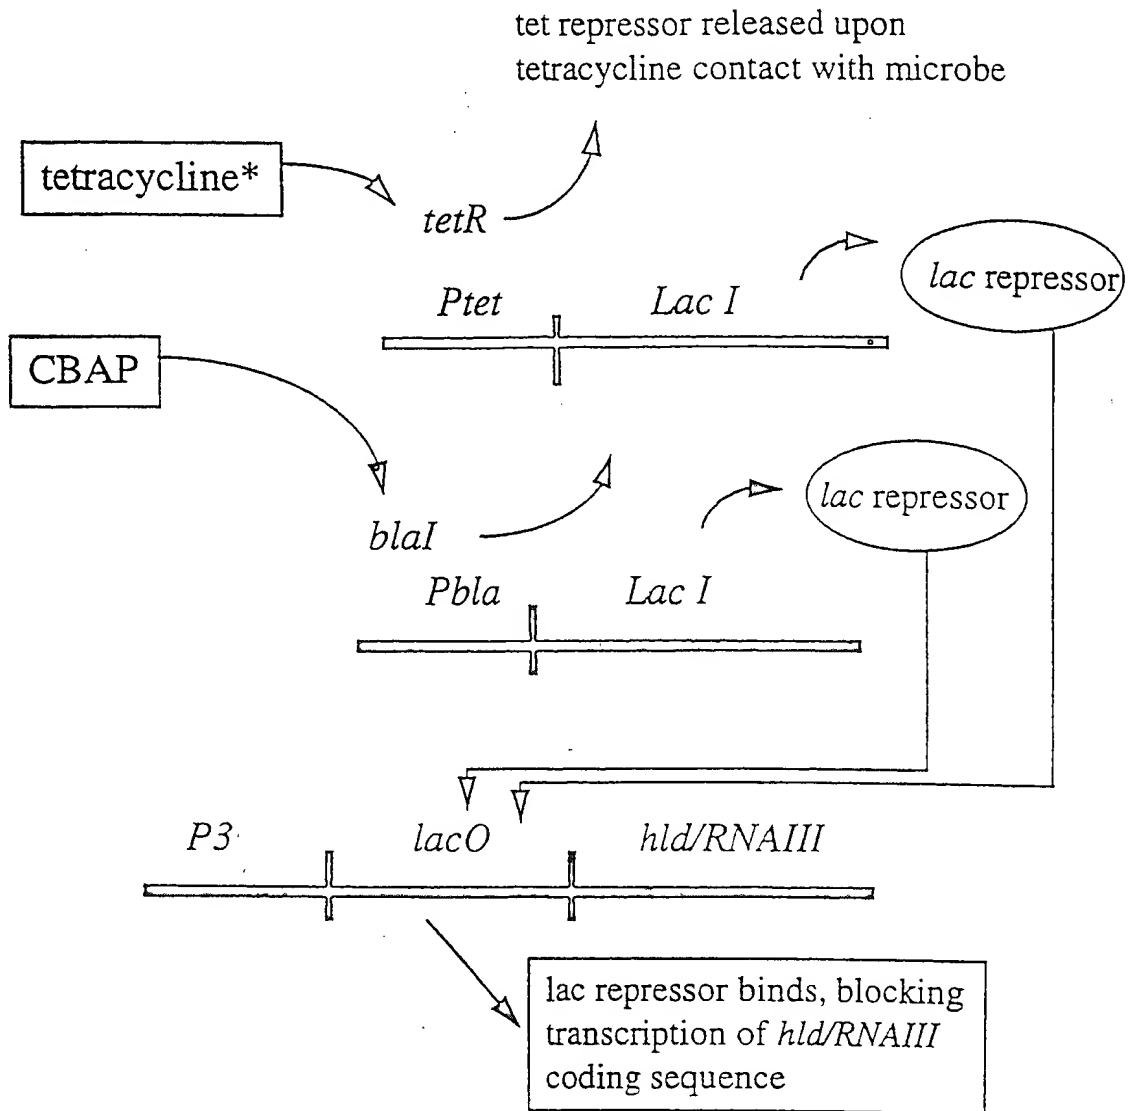 tet repressor released upon
tetracycline contact with microbe
tetracycline*
tetR
lac repressor
Ptet Lac I
CBAP
lac repressor
blaI
Pbla Lac I
P3 lacO hld/RNAIII
lac repressor binds, blocking
transcription of hld/RNAIII
coding sequence